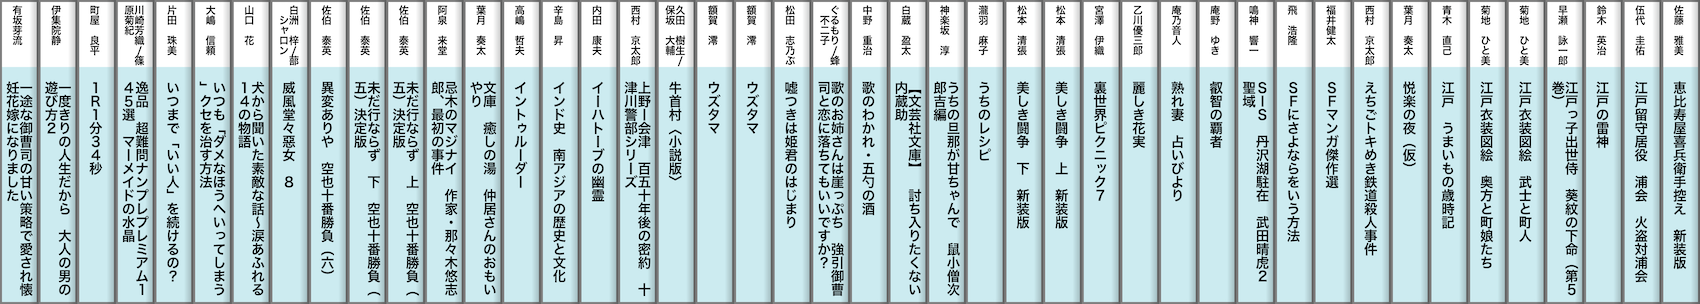 有坂芽流
一途な御曹司の甘い策略で愛され懐
妊花嫁になりました
伊集院静
一度きりの人生だから　大人の男の
遊び方２
町屋　良平
１Ｒ１分３４秒
川崎芳織/篠
原菊紀
逸品　超難問ナンプレプレミアム１
４５選　マーメイドの水晶
片田　珠美
いつまで「いい人」を続けるの？
大嶋　信頼
いつも「ダメなほうへいってしまう
」クセを治す方法
山口　花
犬から聞いた素敵な話～涙あふれる
１４の物語
白洲　梓/蔀
シャロン
威風堂々惡女　８
佐伯　泰英
異変ありや　空也十番勝負（六）
佐伯　泰英
未だ行ならず　下　空也十番勝負（
五）決定版
佐伯　泰英
未だ行ならず　上　空也十番勝負（
五）決定版
阿泉　来堂
忌木のマジナイ　作家・那々木悠志
郎、最初の事件
葉月　奏太
文庫　癒しの湯　仲居さんのおもい
やり
高嶋　哲夫
イントゥルーダー
辛島　昇
インド史　南アジアの歴史と文化
内田　康夫
イーハトーブの幽霊
西村　京太郎
上野ー会津　百五十年後の密約　十
津川警部シリーズ
久田　樹生/
保坂　大輔
牛首村〈小説版〉
額賀　澪
ウズタマ
額賀　澪
ウズタマ
松田　志乃ぶ
嘘つきは姫君のはじまり
ぐるもり/蜂
不二子
歌のお姉さんは崖っぷち　強引御曹
司と恋に落ちてもいいですか？
中野　重治
歌のわかれ・五勺の酒
白蔵　盈太
【文芸社文庫】　討ち入りたくない
内蔵助
神楽坂　淳
うちの旦那が甘ちゃんで　鼠小僧次
郎吉編
瀧羽　麻子
うちのレシピ
松本　清張
美しき闘争　下　新装版
松本　清張
美しき闘争　上　新装版
宮澤　伊織
裏世界ピクニック７
乙川優三郎
麗しき花実
庵乃音人
熟れ妻　占いびより
庵野　ゆき
叡智の覇者
鳴神　響一
ＳＩＳ　丹沢湖駐在　武田晴虎２
聖域
飛　浩隆
ＳＦにさよならをいう方法
福井健太
ＳＦマンガ傑作選
西村　京太郎
えちごトキめき鉄道殺人事件
葉月　奏太
悦楽の夜（仮）
青木　直己
江戸　うまいもの歳時記
菊地　ひと美
江戸衣装図絵　奥方と町娘たち
菊地　ひと美
江戸衣装図絵　武士と町人
早瀬　詠一郎
江戸っ子出世侍　葵紋の下命（第５
巻）
鈴木　英治
江戸の雷神
伍代　圭佑
江戸留守居役　浦会　火盗対浦会
佐藤　雅美
恵比寿屋喜兵衛手控え　新装版